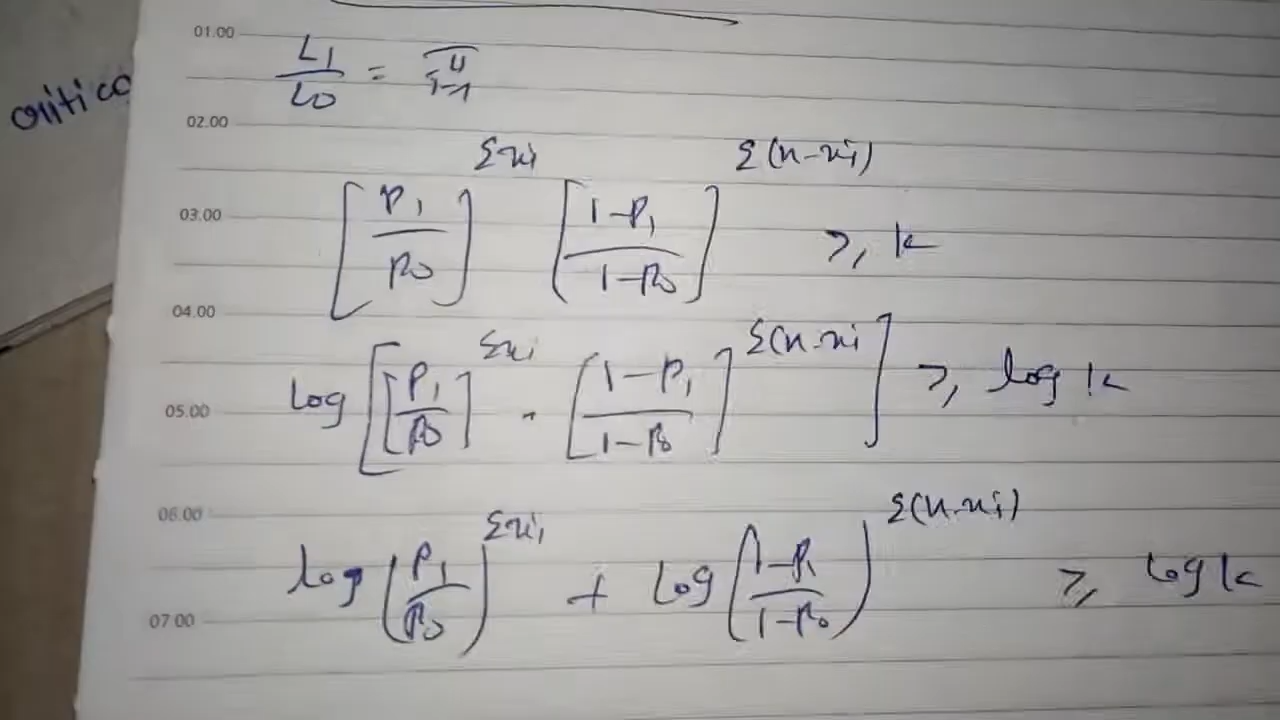 01.00
L1/L0 = π i=1
critica
02.00
[P1/P0]^Σxi [1-P1/1-P0]^Σ(n-xi) ≥, k
03.00
04.00
log [[P1/P0]^Σxi . [1-P1/1-P0]^Σ(n-xi)] ≥, log k
05.00
06.00
log (P1/P0)^Σxi + log (1-P1/1-P0)^Σ(n-xi) ≥, log k
07.00